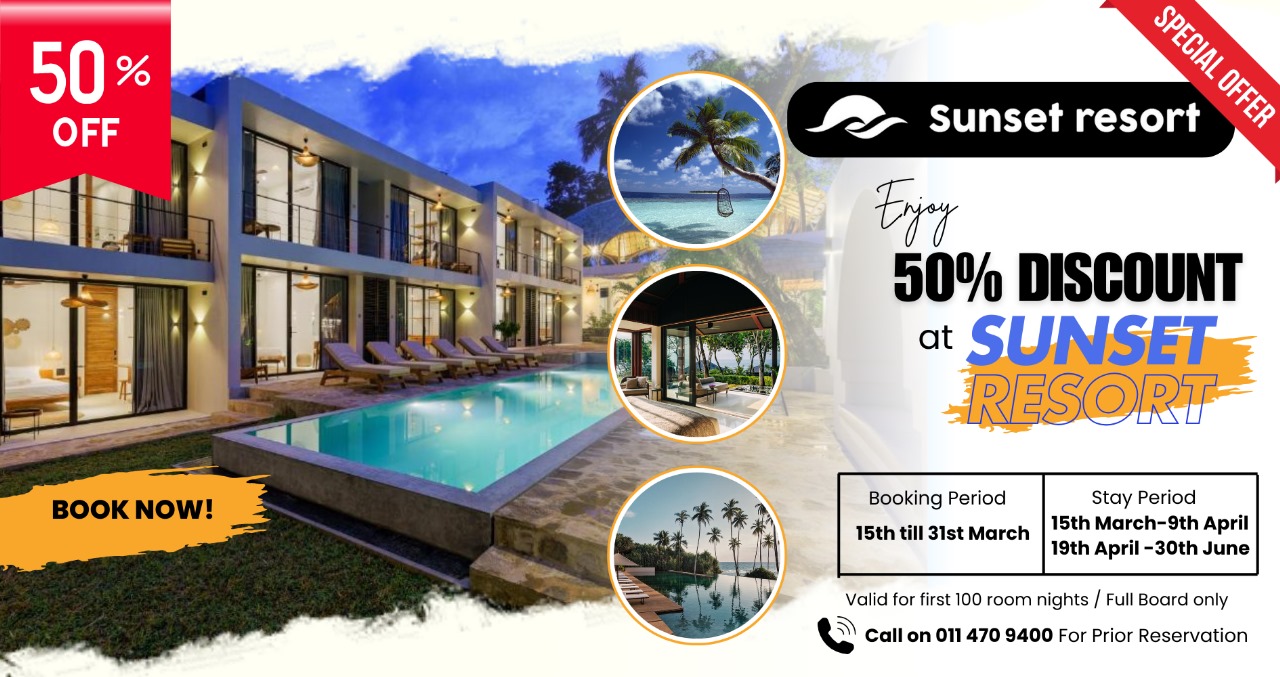 50 %
OFF
SPECIAL OFFER
Sunset resort
Enjoy
50% DISCOUNT
at SUNSET
RESORT
BOOK NOW!
Booking Period
15th till 31st March
Stay Period
15th March-9th April
19th April -30th June
Valid for first 100 room nights / Full Board only
Call on 011 470 9400 For Prior Reservation